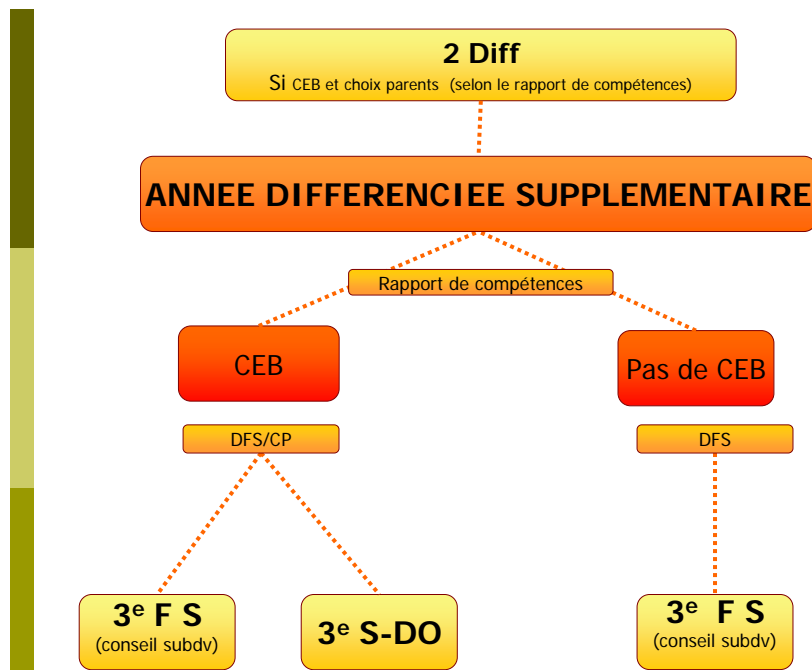 2 Diff
Si CEB et choix parents (selon le rapport de compétences)
ANNEE DIFFERENCIEE SUPPLEMENTAIRE
Rapport de compétences
CEB
Pas de CEB
DFS/CP
DFS
3e F S
(conseil subdv)
3e S-DO
3e F S
(conseil subdv)